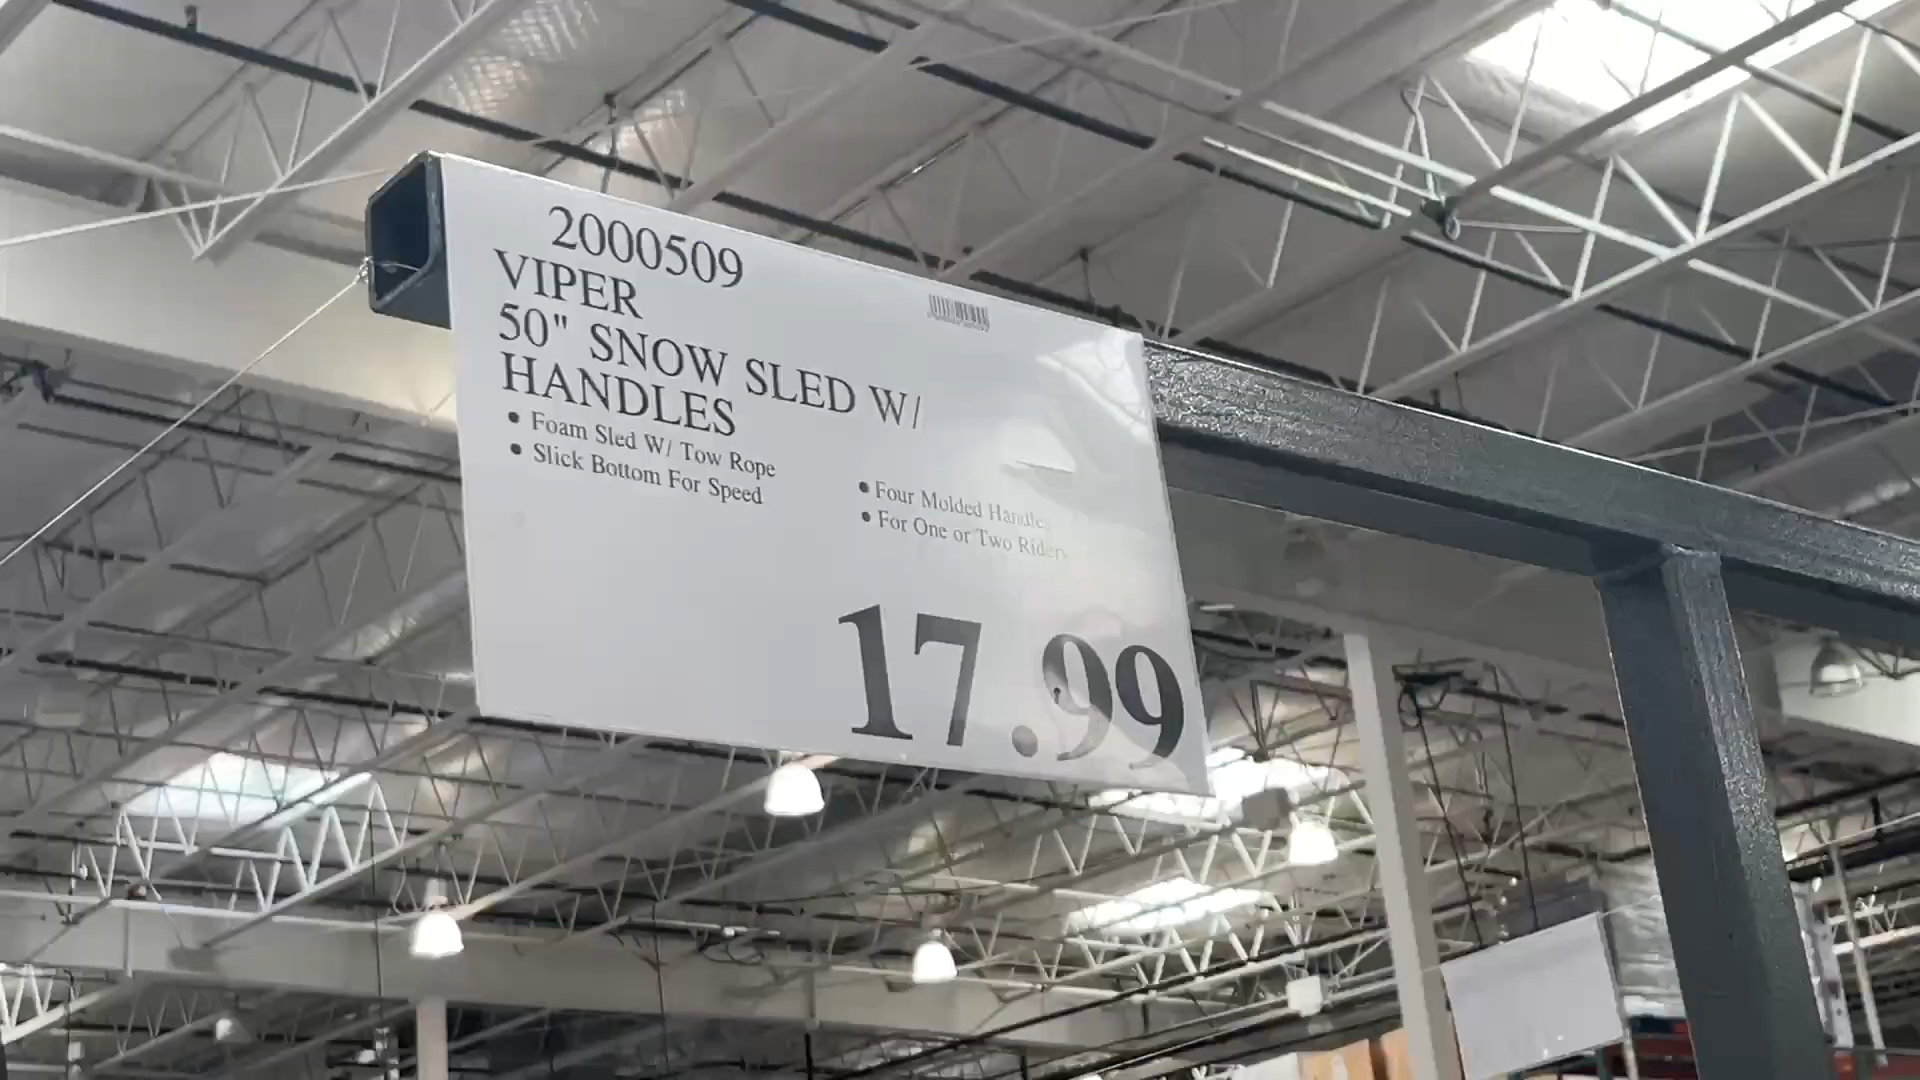 2000509
VIPER
50" SNOW SLED W/
HANDLES
• Foam Sled W/ Tow Rope
• Slick Bottom For Speed
• Four Molded Handles
• For One or Two Riders
17.99